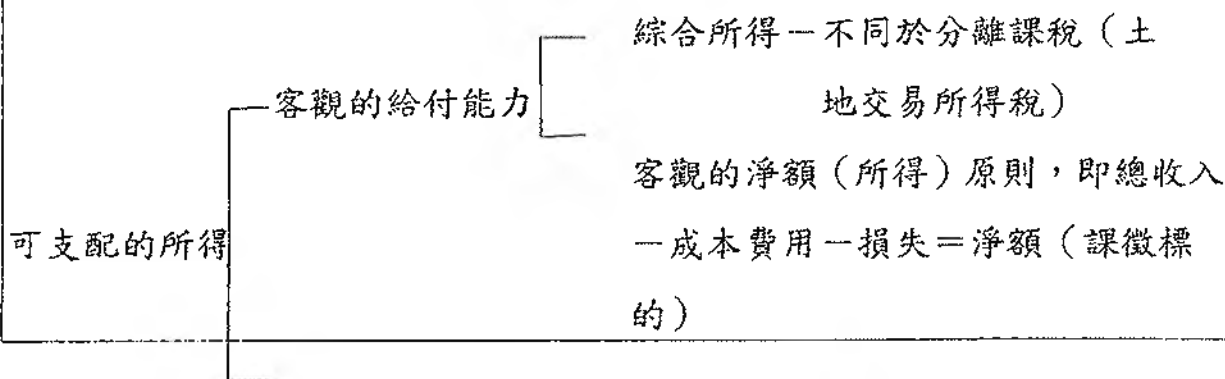 綜合所得－不同於分離課稅（土
地交易所得稅）
客觀的給付能力
客觀的淨額（所得）原則，即總收入
－成本費用－損失＝淨額（課徵標
的）
可支配的所得